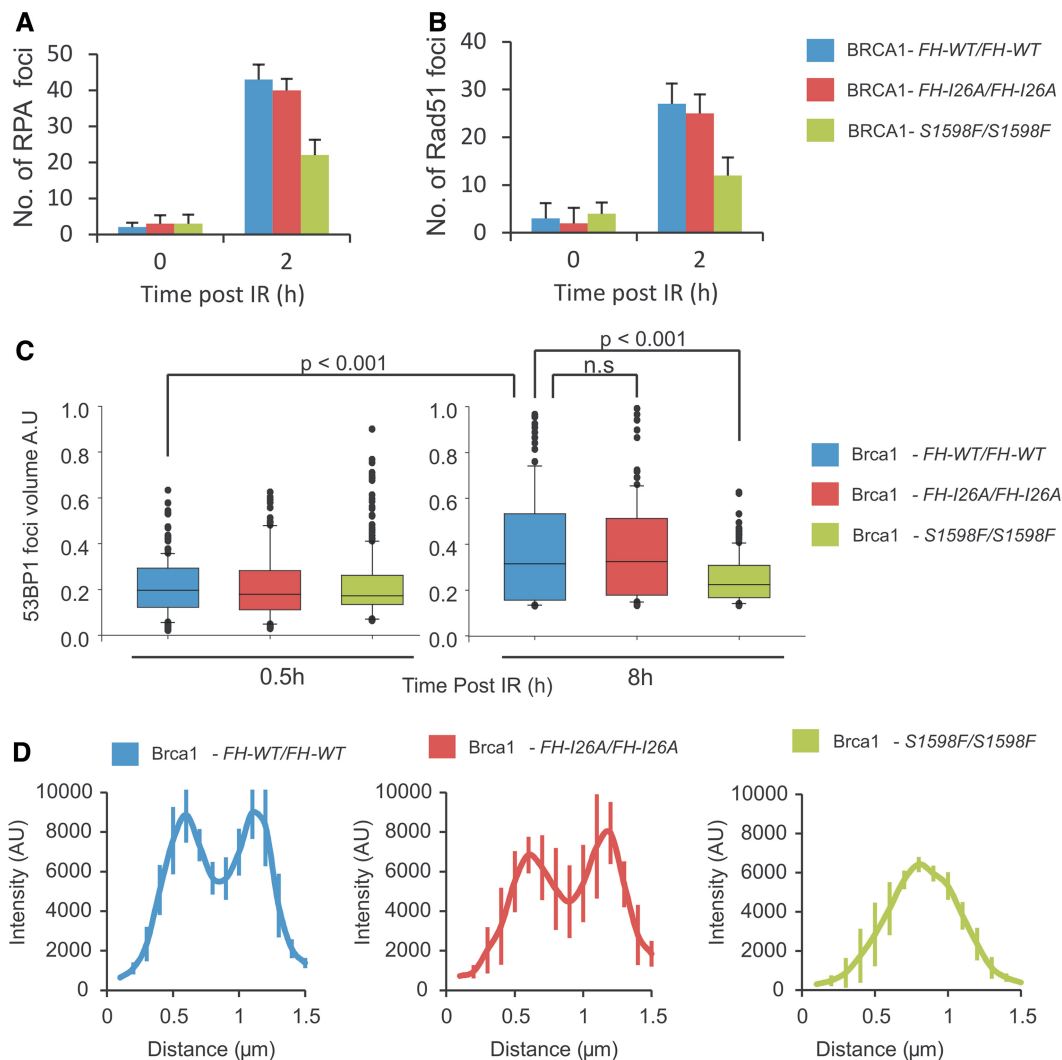 A
No. of RPA foci
50
40
30
20
10
0
0
2
Time post IR (h)
B
No. of Rad51 foci
40
30
20
10
0
0
2
Time post IR (h)
BRCA1- FH-WT/FH-WT
BRCA1- FH-I26A/FH-I26A
BRCA1- S1598F/S1598F
C
p < 0.001
p < 0.001
n.s
53BP1 foci volume A.U
1.0
0.8
0.6
0.4
0.2
0.0
1.0
0.8
0.6
0.4
0.2
0.0
0.5h
Time Post IR (h)
8h
Brca1 - FH-WT/FH-WT
Brca1 - FH-I26A/FH-I26A
Brca1 - S1598F/S1598F
D
Brca1 - FH-WT/FH-WT
Intensity (AU)
10000
8000
6000
4000
2000
0
0
0.5
1
1.5
Distance (µm)
Brca1 - FH-I26A/FH-I26A
Intensity (AU)
10000
8000
6000
4000
2000
0
0
0.5
1
1.5
Distance (µm)
Brca1 - S1598F/S1598F
Intensity (AU)
10000
8000
6000
4000
2000
0
0
0.5
1
1.5
Distance (µm)